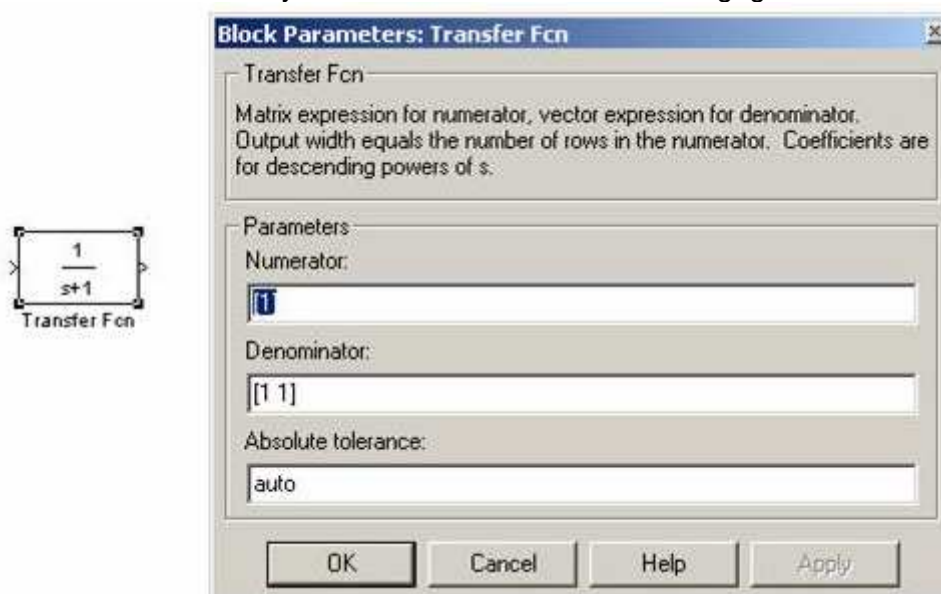 Block Parameters: Transfer Fcn
Transfer Fcn
Matrix expression for numerator, vector expression for denominator.
Output width equals the number of rows in the numerator. Coefficients are
for descending powers of s.
Parameters
Numerator:
[1]
Denominator:
[1 1]
Absolute tolerance:
auto
OK Cancel Help Apply
1
s+1
Transfer Fcn